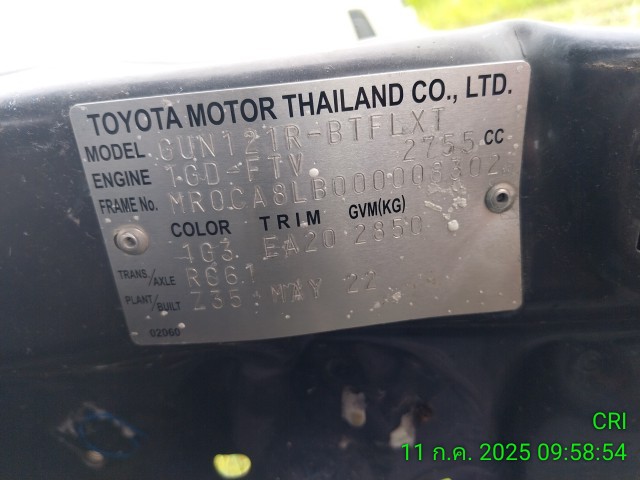 TOYOTA MOTOR THAILAND CO., LTD.
MODEL GUN121R-BTFLXT
ENGINE 1GD-FTV 2755 CC
FRAME No. MR0CA8LB000003302
COLOR TRIM GVM(KG)
1G3 EA20 2850
TRANS./AXLE RC61
PLANT/BUILT Z35 MAY 22
02060
CRI
11 ก.ค. 2025 09:58:54